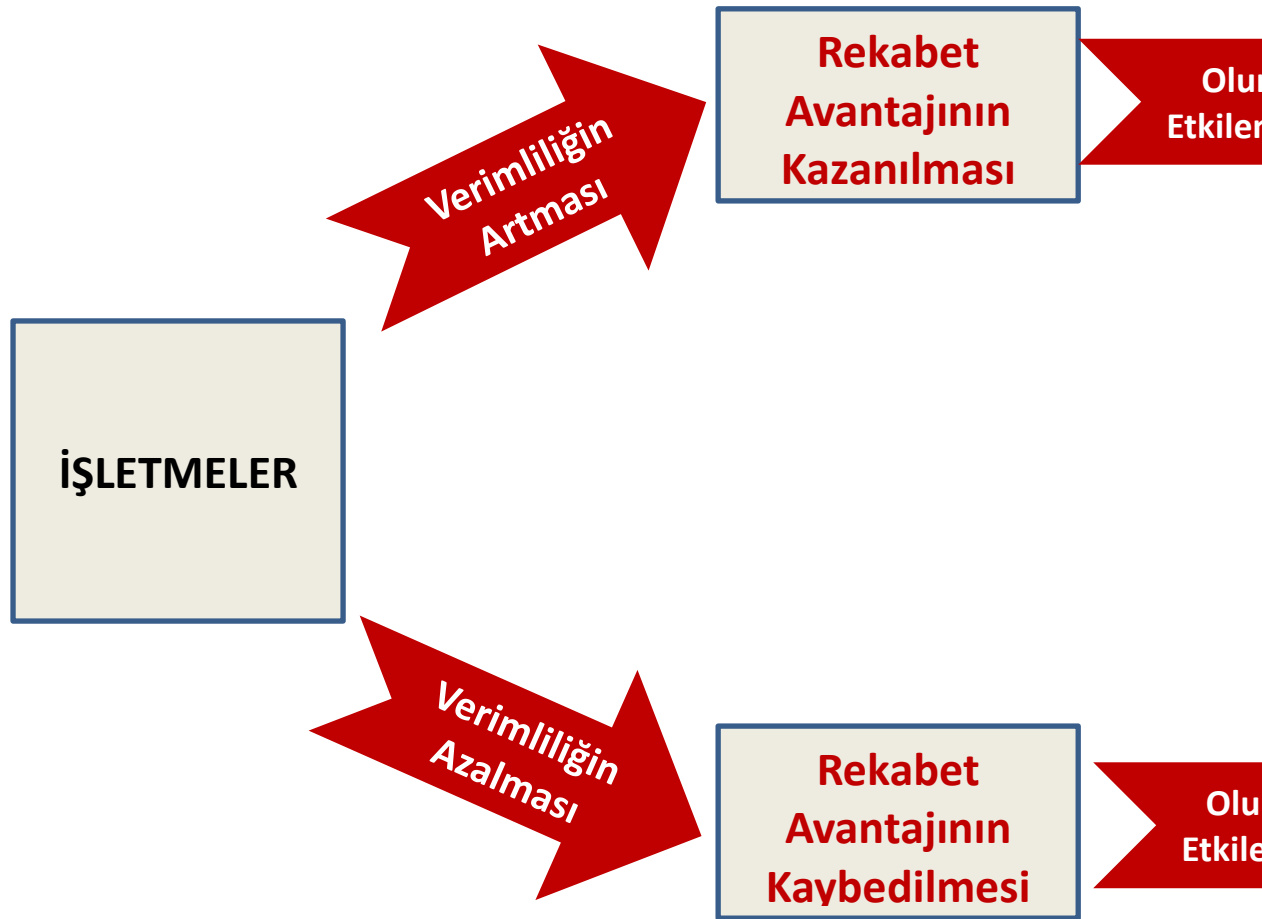 Rekabet
Avantajının
Kazanılması
Verimliliğin
Artması
İŞLETMELER
Verimliliğin
Azalması
Rekabet
Avantajının
Kaybedilmesi